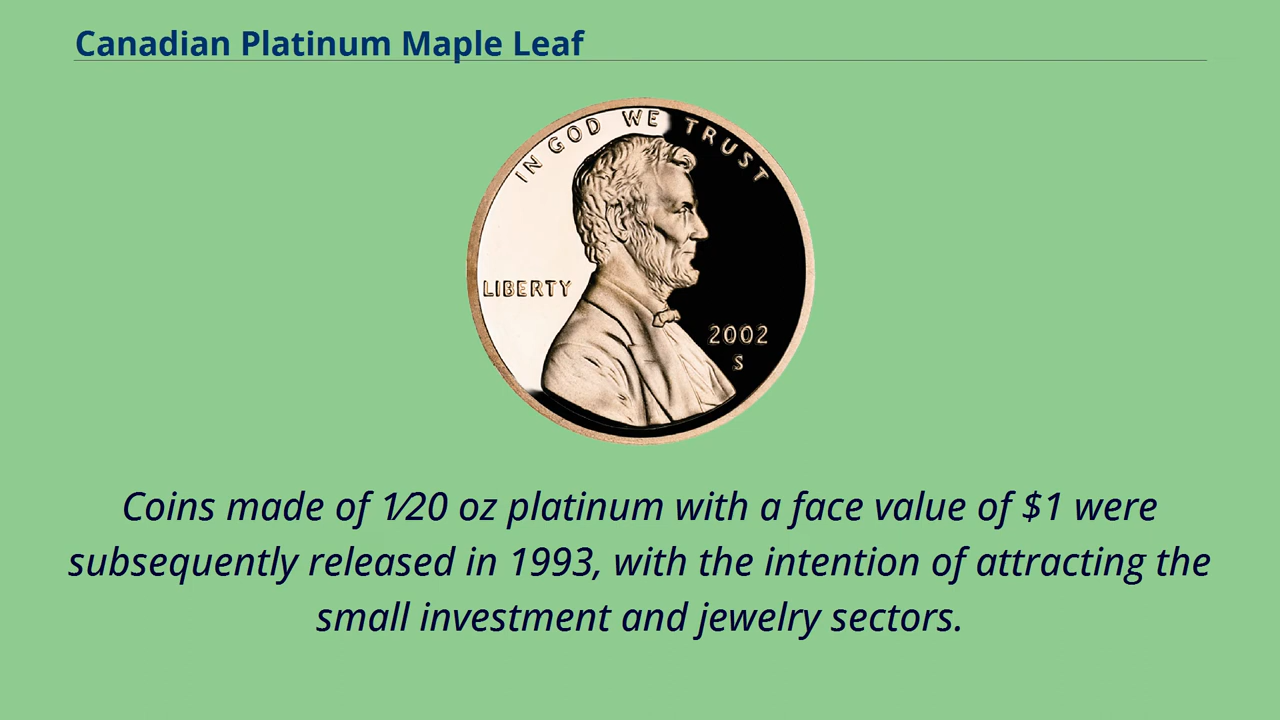 Canadian Platinum Maple Leaf
IN GOD WE TRUST
LIBERTY
2002
S
Coins made of 1⁄20 oz platinum with a face value of $1 were
subsequently released in 1993, with the intention of attracting the
small investment and jewelry sectors.